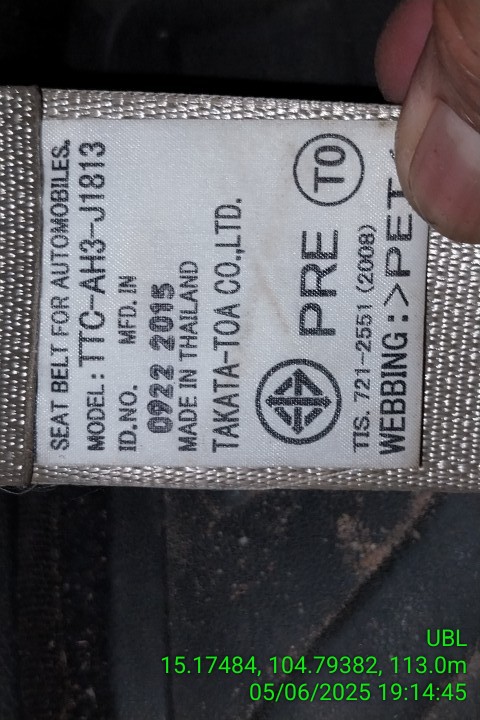 SEAT BELT FOR AUTOMOBILES.
MODEL: TTC-AH3-J1813
ID.NO. MFD. IN
0922 2015
MADE IN THAILAND
TAKATA-TOA CO.,LTD.
PRE TO
TIS. 721-2551 (2008)
WEBBING :>PET
UBL
15.17484, 104.79382, 113.0m
05/06/2025 19:14:45